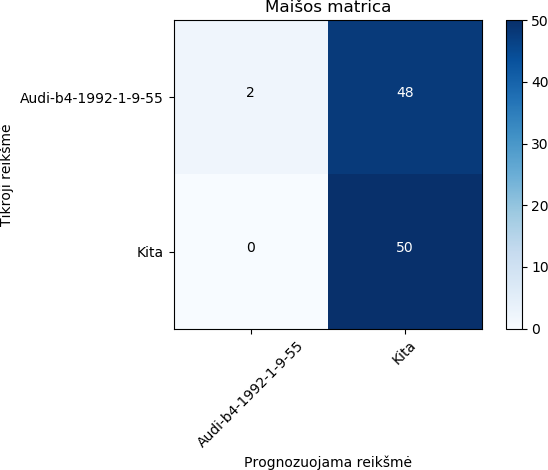 Maišos matrica
Tikroji reikšmė
Audi-b4-1992-1-9-55
Kita
2
48
0
50
50
40
30
20
10
0
Audi-b4-1992-1-9-55
Kita
Prognozuojama reikšmė